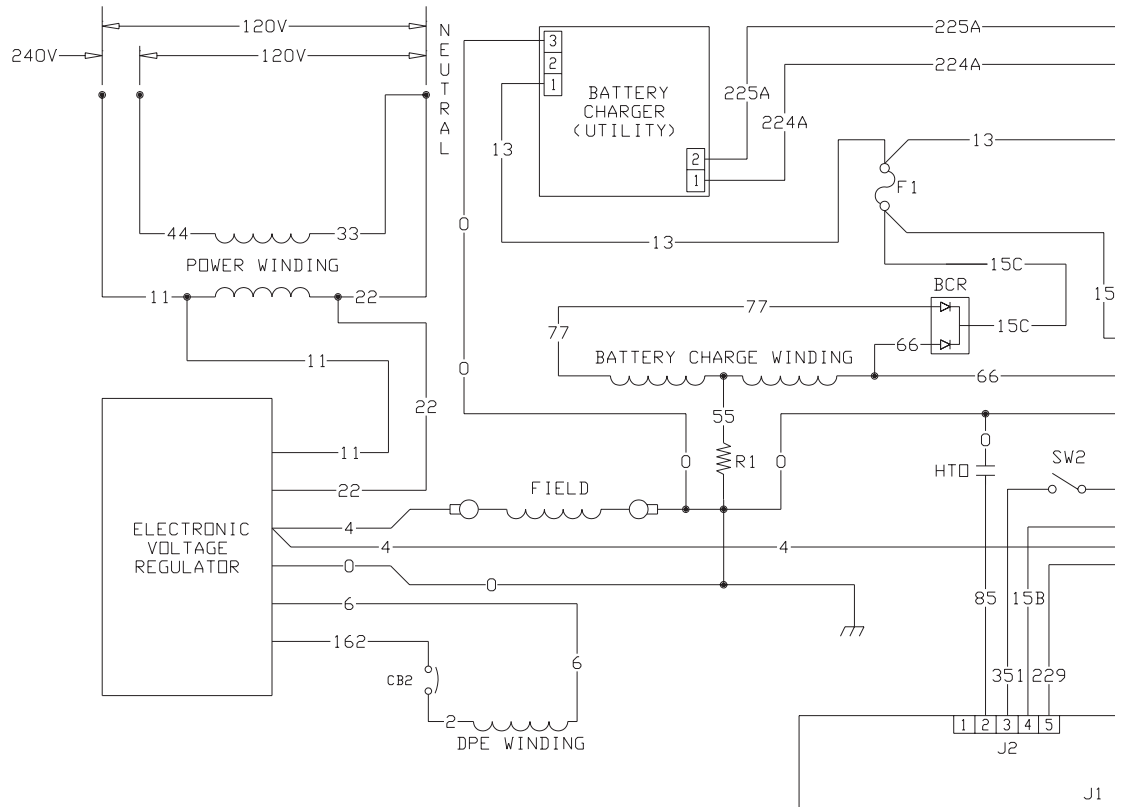 120V
240V
120V
NEUTRAL
3
2
1
BATTERY
CHARGER
(UTILITY)
2
1
225A
224A
225A
224A
13
13
13
F1
0
0
44
33
POWER WINDING
11
22
11
22
11
22
15C
15
BCR
77
77
15C
66
BATTERY CHARGE WINDING
66
55
R1
0
0
0
HTO
SW2
ELECTRONIC
VOLTAGE
REGULATOR
FIELD
4
4
4
0
0
6
6
162
CB2
2
DPE WINDING
85
15B
351
229
1
2
3
4
5
J2
J1